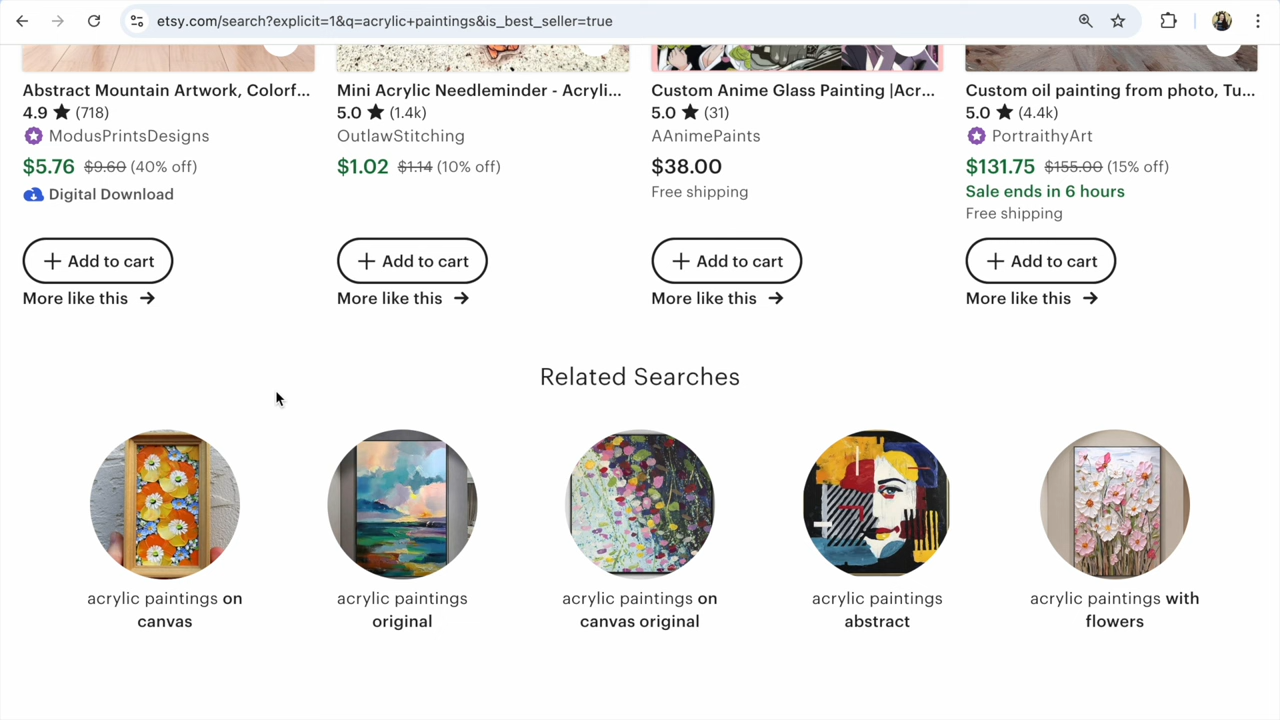 etsy.com/search?explicit=1&q=acrylic+paintings&is_best_seller=true
Abstract Mountain Artwork, Colorf...
4.9 ★ (718)
ModusPrintsDesigns
$5.76 $9.60 (40% off)
Digital Download
+ Add to cart
More like this →
Mini Acrylic Needleminder - Acryli...
5.0 ★ (1.4k)
OutlawStitching
$1.02 $1.14 (10% off)
+ Add to cart
More like this →
Custom Anime Glass Painting |Acr...
5.0 ★ (31)
AAnimePaints
$38.00
Free shipping
+ Add to cart
More like this →
Custom oil painting from photo, Tu...
5.0 ★ (4.4k)
PortraithyArt
$131.75 $155.00 (15% off)
Sale ends in 6 hours
Free shipping
+ Add to cart
More like this →
Related Searches
acrylic paintings on
canvas
acrylic paintings
original
acrylic paintings on
canvas original
acrylic paintings
abstract
acrylic paintings with
flowers